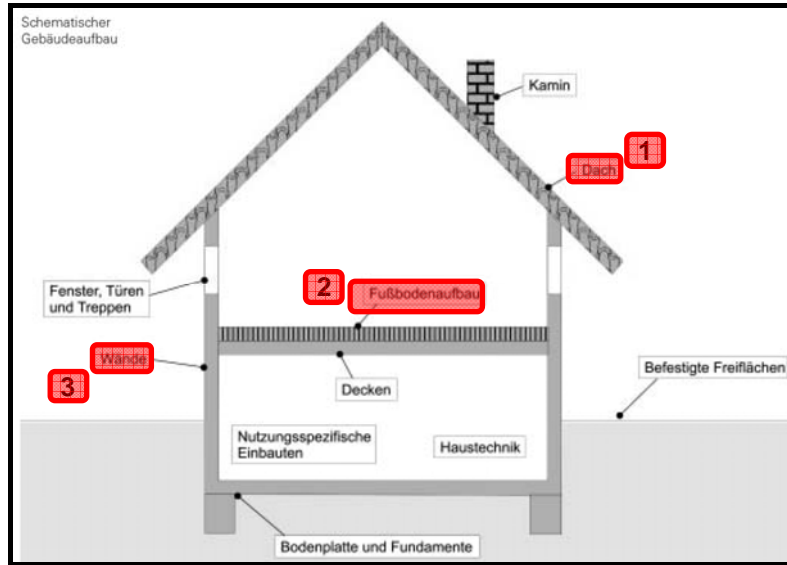 Schematischer
Gebäudeaufbau
Kamin
1
Dach
2
Fußbodenaufbau
Fenster, Türen
und Treppen
Wände
3
Decken
Befestigte Freiflächen
Nutzungsspezifische
Einbauten
Haustechnik
Bodenplatte und Fundamente